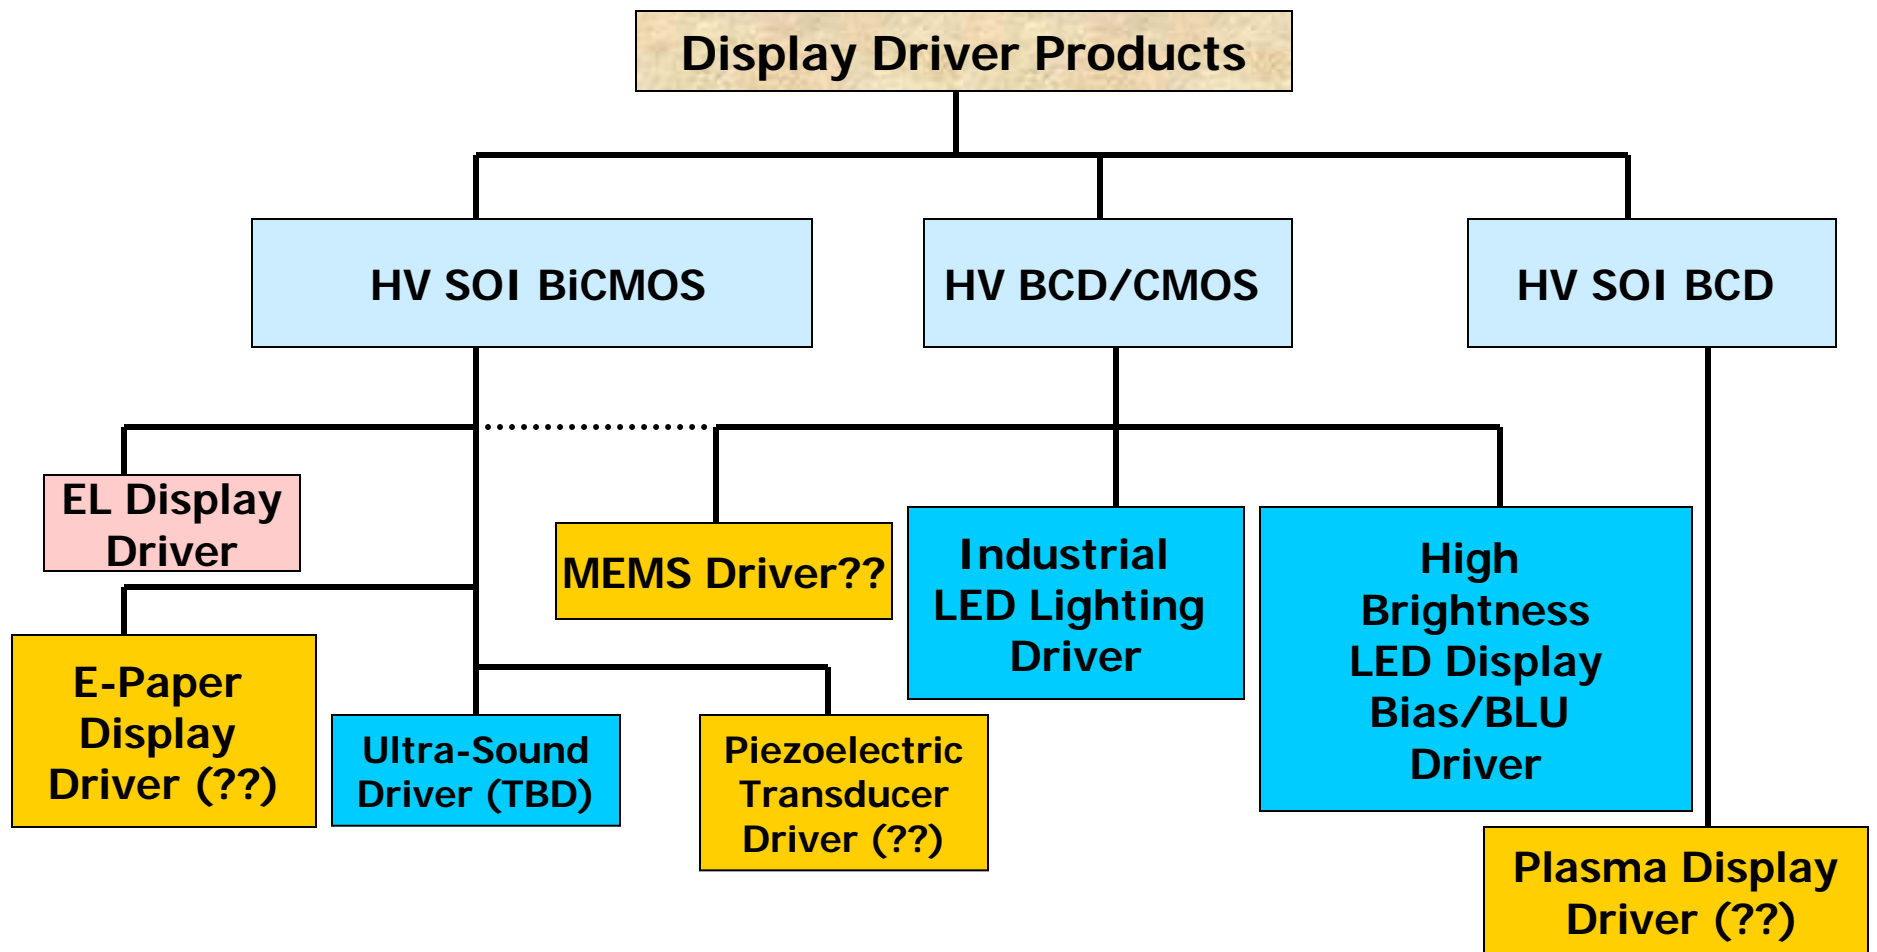 Display Driver Products
HV SOI BiCMOS
HV BCD/CMOS
HV SOI BCD
EL Display
Driver
MEMS Driver??
Industrial
LED Lighting
Driver
High
Brightness
LED Display
Bias/BLU
Driver
E-Paper
Display
Driver (??)
Ultra-Sound
Driver (TBD)
Piezoelectric
Transducer
Driver (??)
Plasma Display
Driver (??)